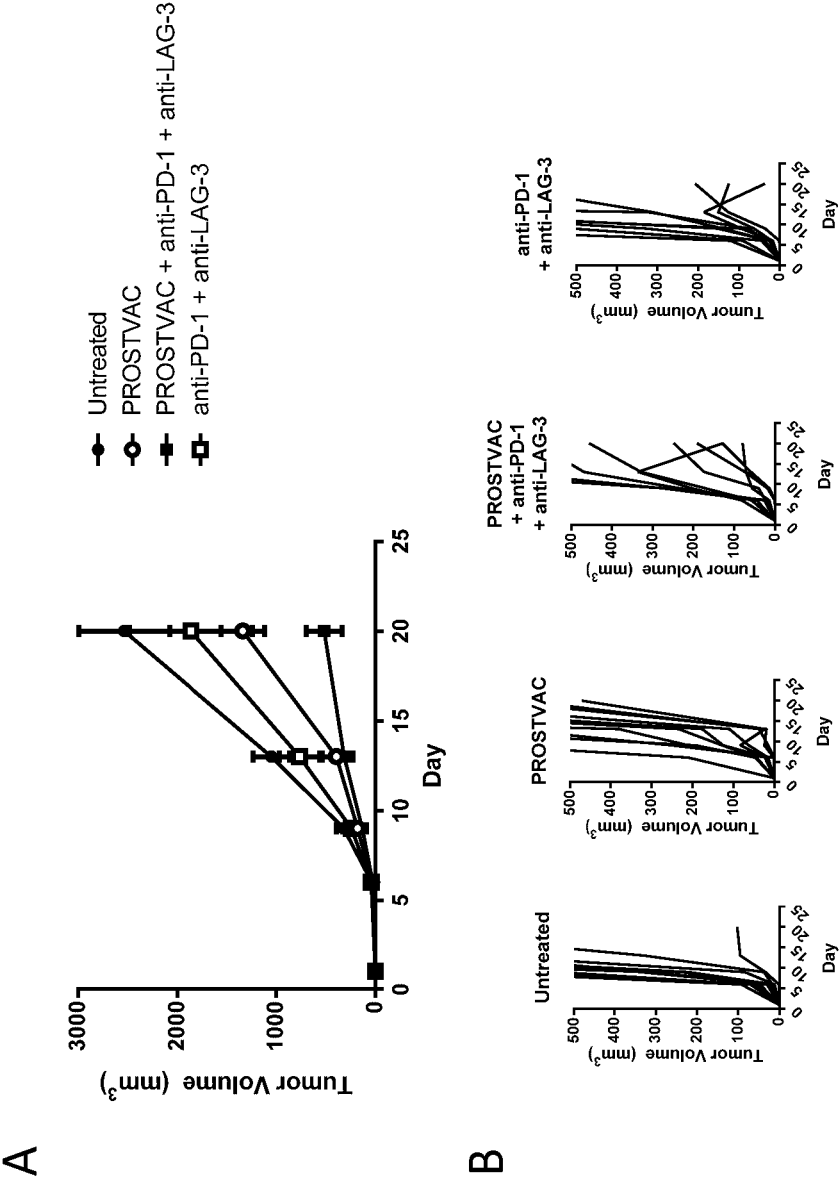 A
Tumor Volume (mm3)
3000
2000
1000
0
0
5
10
15
20
25
Day
Untreated
PROSTVAC
PROSTVAC + anti-PD-1 + anti-LAG-3
anti-PD-1 + anti-LAG-3
B
Untreated
Tumor Volume (mm3)
500
400
300
200
100
0
0
5
10
15
20
25
Day
PROSTVAC
Tumor Volume (mm3)
500
400
300
200
100
0
0
5
10
15
20
25
Day
PROSTVAC
+ anti-PD-1
+ anti-LAG-3
Tumor Volume (mm3)
500
400
300
200
100
0
0
5
10
15
20
25
Day
anti-PD-1
+ anti-LAG-3
Tumor Volume (mm3)
500
400
300
200
100
0
0
5
10
15
20
25
Day